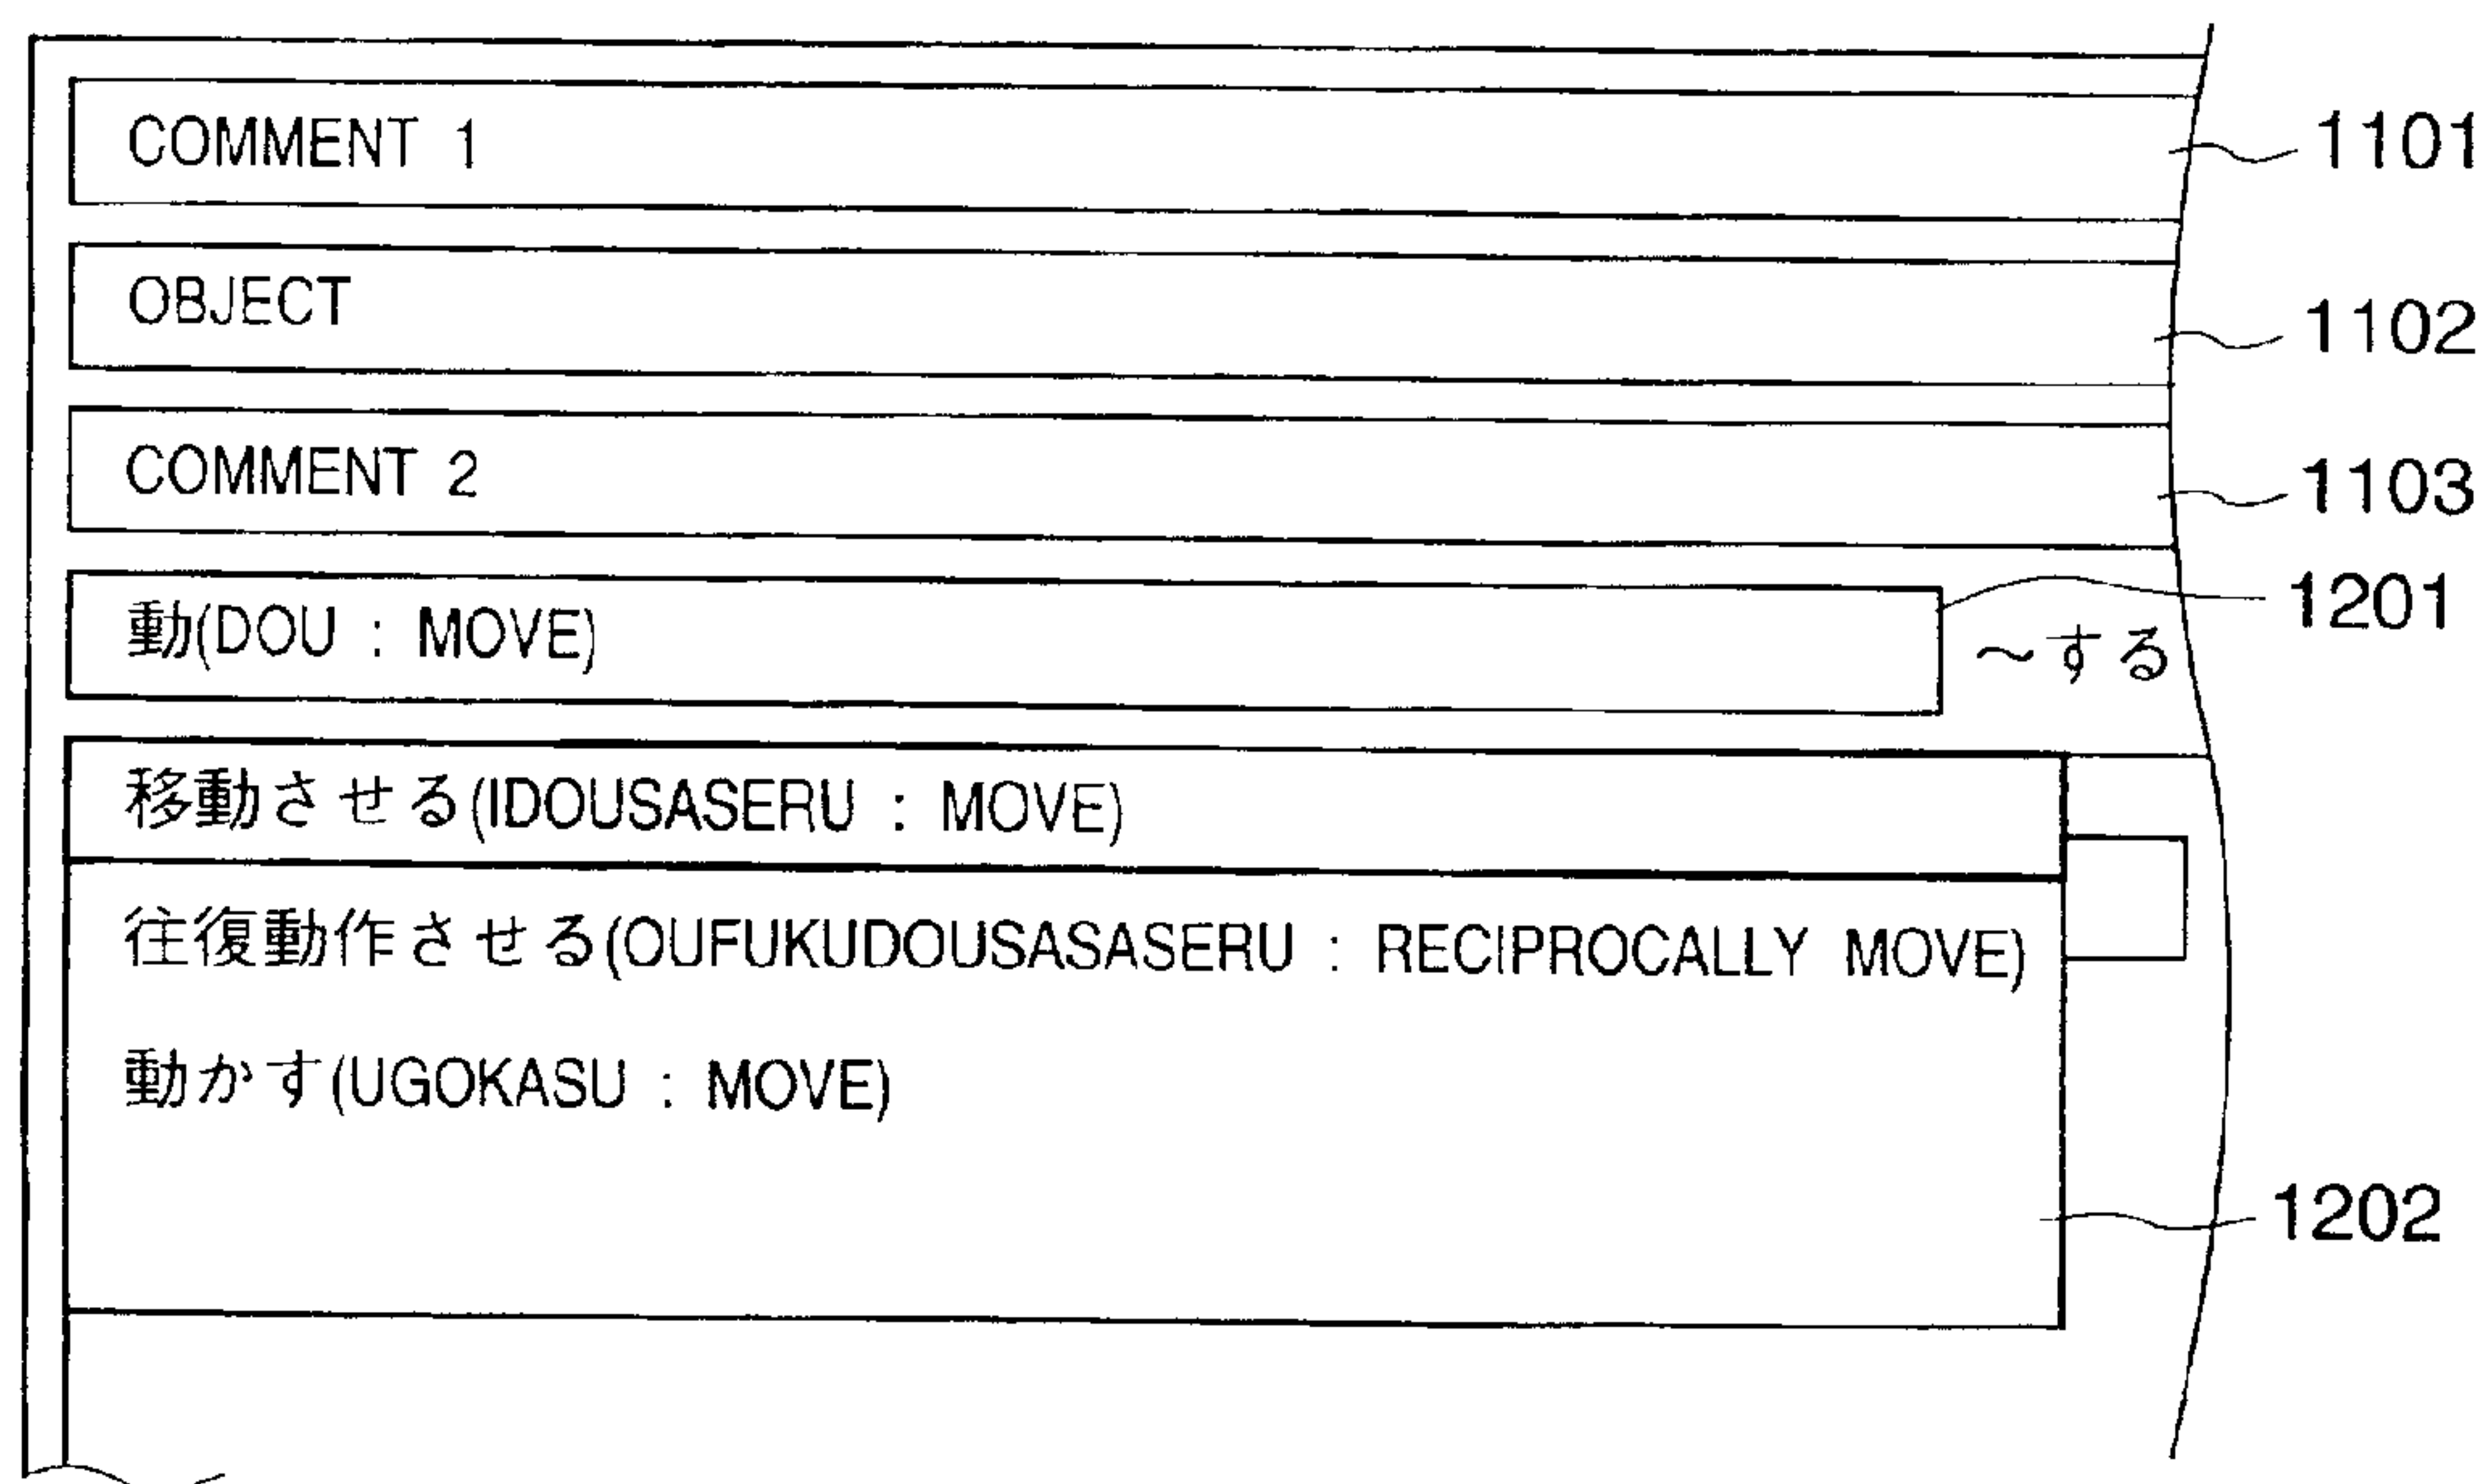 COMMENT 1 1101
OBJECT 1102
COMMENT 2 1103
動(DOU : MOVE) ～する 1201
移動させる(IDOUSASERU : MOVE)
往復動作させる(OUFUKUDOUSASASERU : RECIPROCALLY MOVE)
動かす(UGOKASU : MOVE)
1202